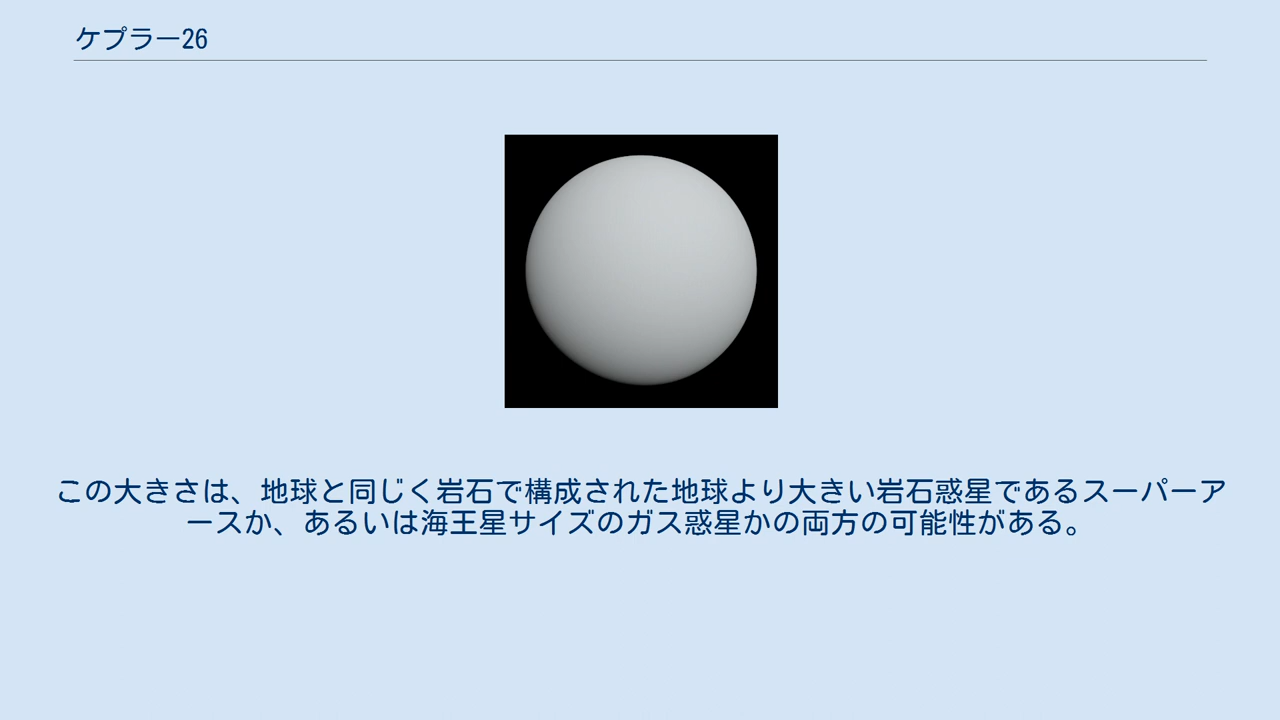 ケプラー26
この大きさは、地球と同じく岩石で構成された地球より大きい岩石惑星であるスーパーア
ースか、あるいは海王星サイズのガス惑星かの両方の可能性がある。